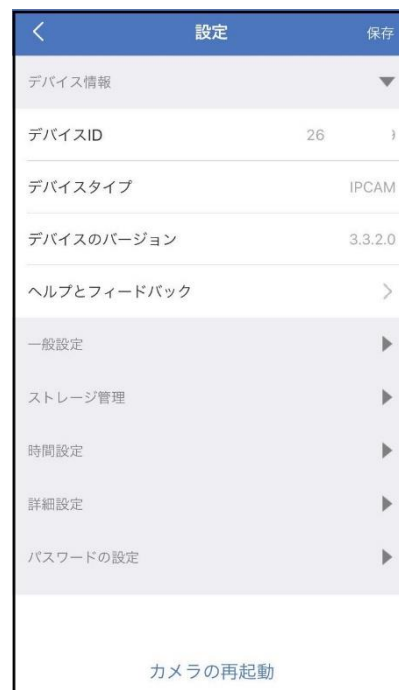 設定 保存
デバイス情報
デバイスID 26
デバイスタイプ IPCAM
デバイスのバージョン 3.3.2.0
ヘルプとフィードバック
一般設定
ストレージ管理
時間設定
詳細設定
パスワードの設定
カメラの再起動